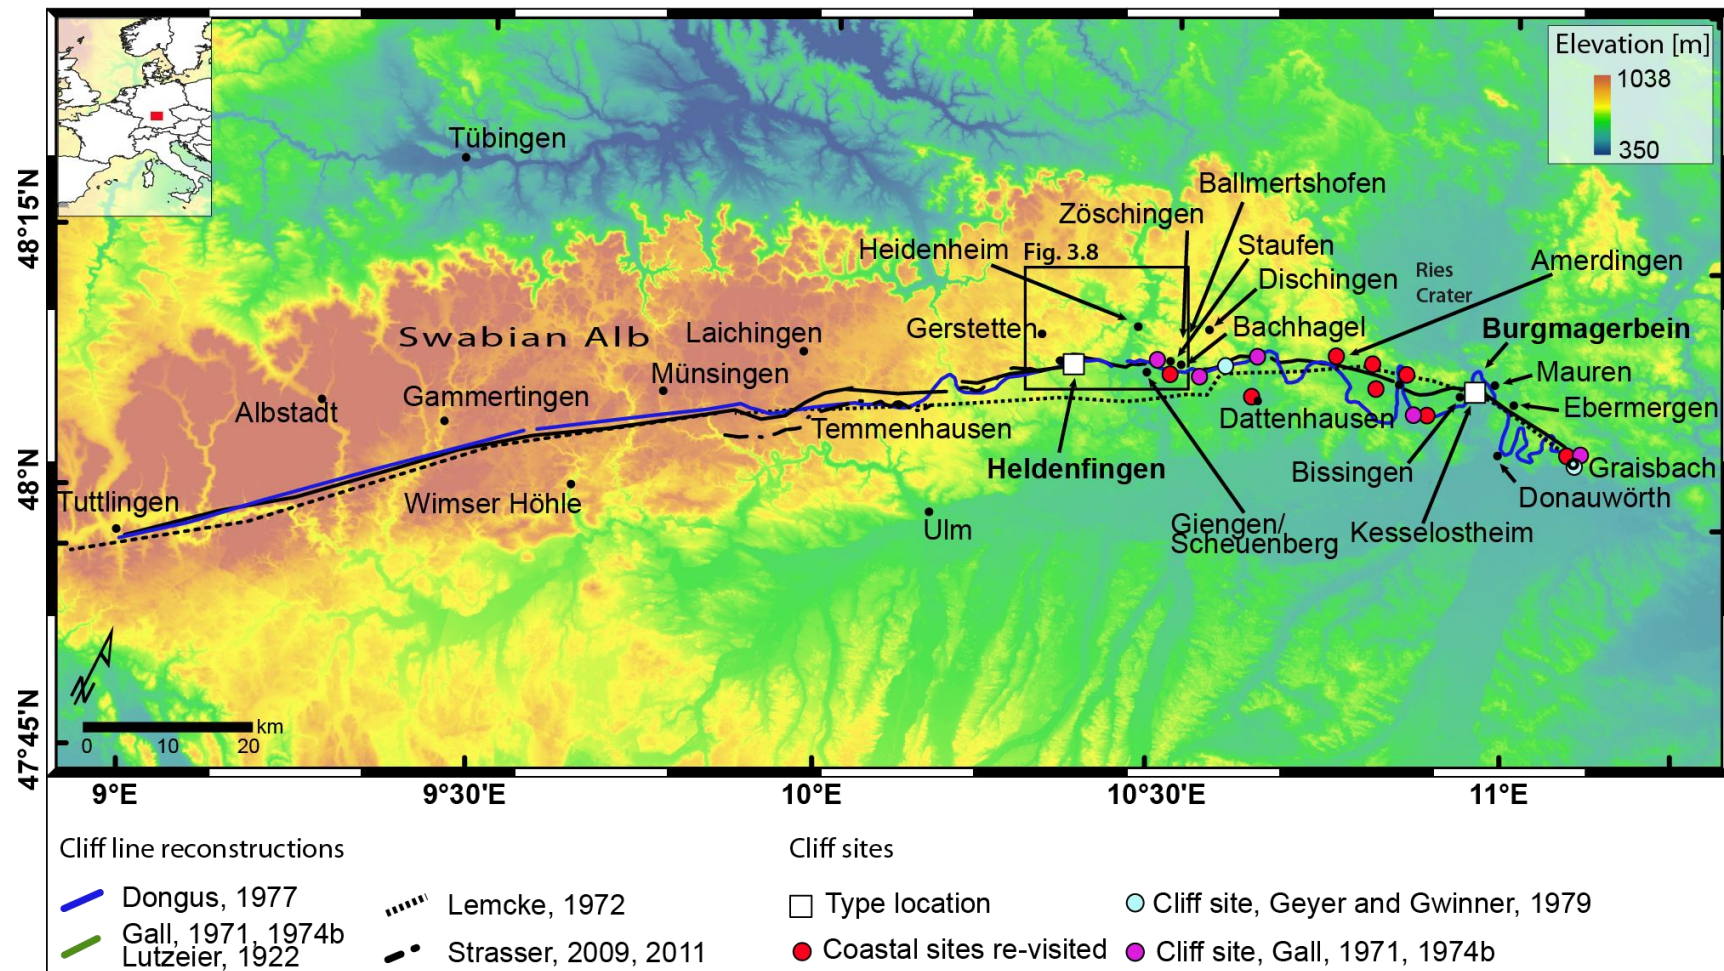 Elevation [m]
1038
350
Tübingen
Ballmertshofen
Zöschingen
Heidenheim
Fig. 3.8
Staufen
Dischingen
Ries
Crater
Amerdingen
Swabian Alb
Laichingen
Gerstetten
Bachhagel
Burgmagerbein
Münsingen
Mauren
Albstadt
Gammertingen
Temmenhausen
Dattenhausen
Ebermergen
Heldenfingen
Bissingen
Graisbach
Tuttlingen
Wimser Höhle
Ulm
Giengen/
Scheuenberg
Kesselostheim
Donauwörth
N
km
0 10 20
48°15'N
48°N
47°45'N
9°E 9°30'E 10°E 10°30'E 11°E
Cliff line reconstructions
Dongus, 1977
Gall, 1971, 1974b
Lutzeier, 1922
Lemcke, 1972
Strasser, 2009, 2011
Cliff sites
Type location
Coastal sites re-visited
Cliff site, Geyer and Gwinner, 1979
Cliff site, Gall, 1971, 1974b